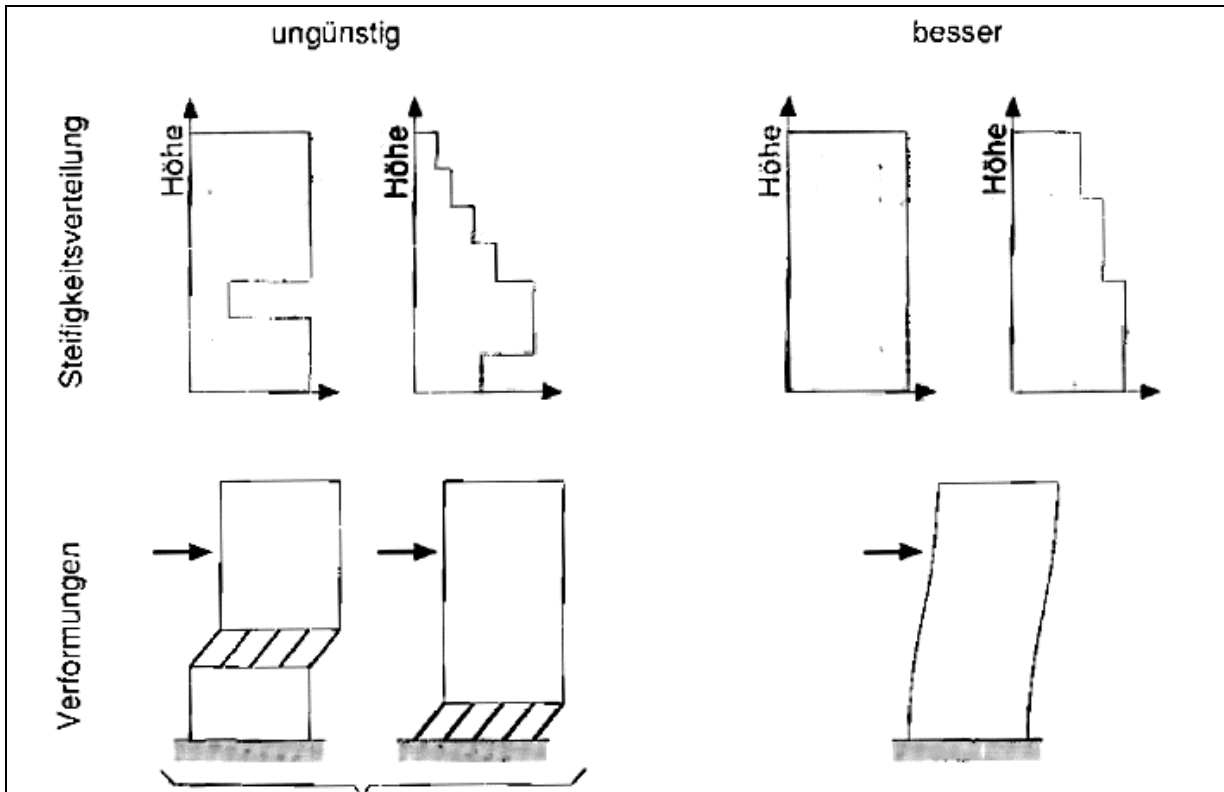 ungünstig
besser
Steifigkeitsverteilung
Höhe
Höhe
Höhe
Höhe
Verformungen